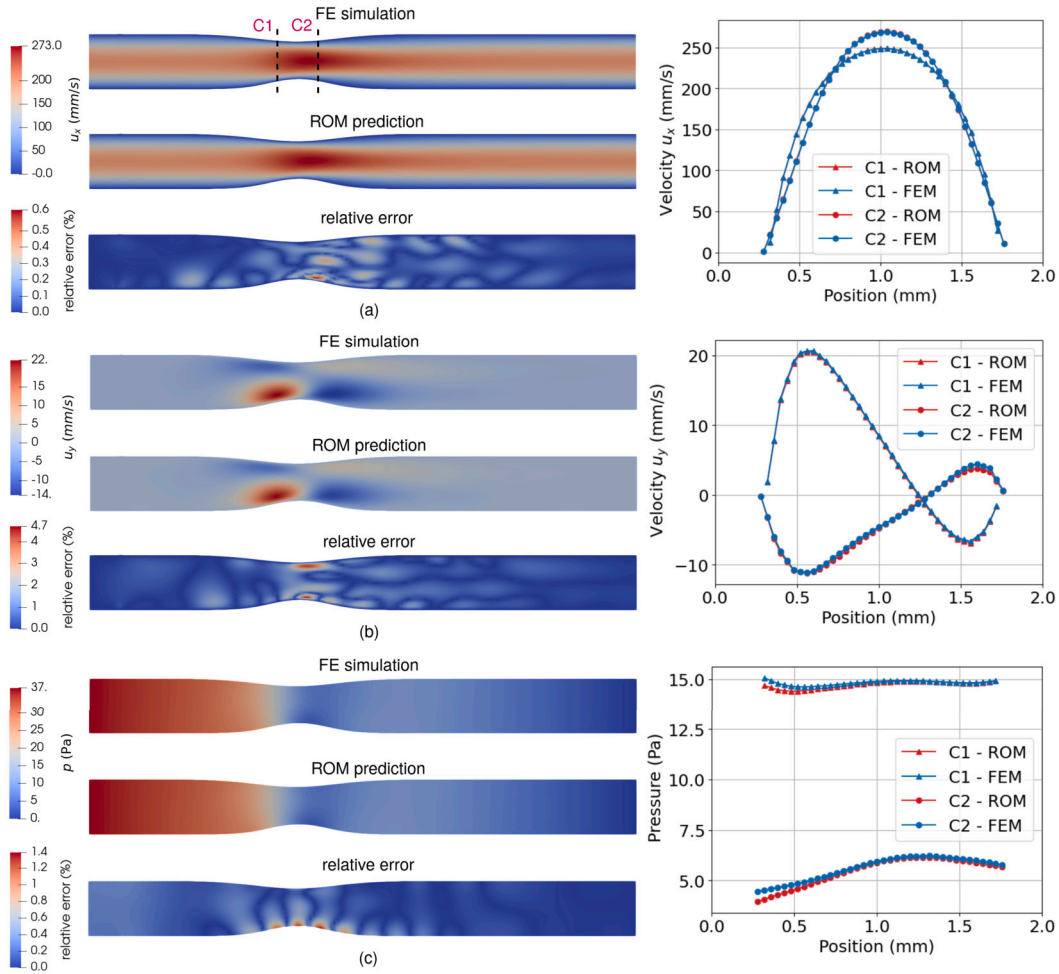 FE simulation
C1 C2
273.0
200
150
100
50
-0.0
u_x (mm/s)
ROM prediction
relative error
0.6
0.5
0.4
0.3
0.2
0.1
0.0
relative error (%)
(a)
250
200
150
100
50
0
Velocity u_x (mm/s)
C1 - ROM
C1 - FEM
C2 - ROM
C2 - FEM
0.0 0.5 1.0 1.5 2.0
Position (mm)
FE simulation
22.
15
10
5
0
-5
-10
-14.
u_y (mm/s)
ROM prediction
relative error
4.7
4
3
2
1
0.0
relative error (%)
(b)
20
10
0
−10
Velocity u_y (mm/s)
C1 - ROM
C1 - FEM
C2 - ROM
C2 - FEM
0.0 0.5 1.0 1.5 2.0
Position (mm)
FE simulation
37.
30
25
20
15
10
5
0.
p (Pa)
ROM prediction
relative error
1.4
1.2
1.0
0.8
0.6
0.4
0.2
0.0
relative error (%)
(c)
15.0
12.5
10.0
7.5
5.0
Pressure (Pa)
C1 - ROM
C1 - FEM
C2 - ROM
C2 - FEM
0.0 0.5 1.0 1.5 2.0
Position (mm)